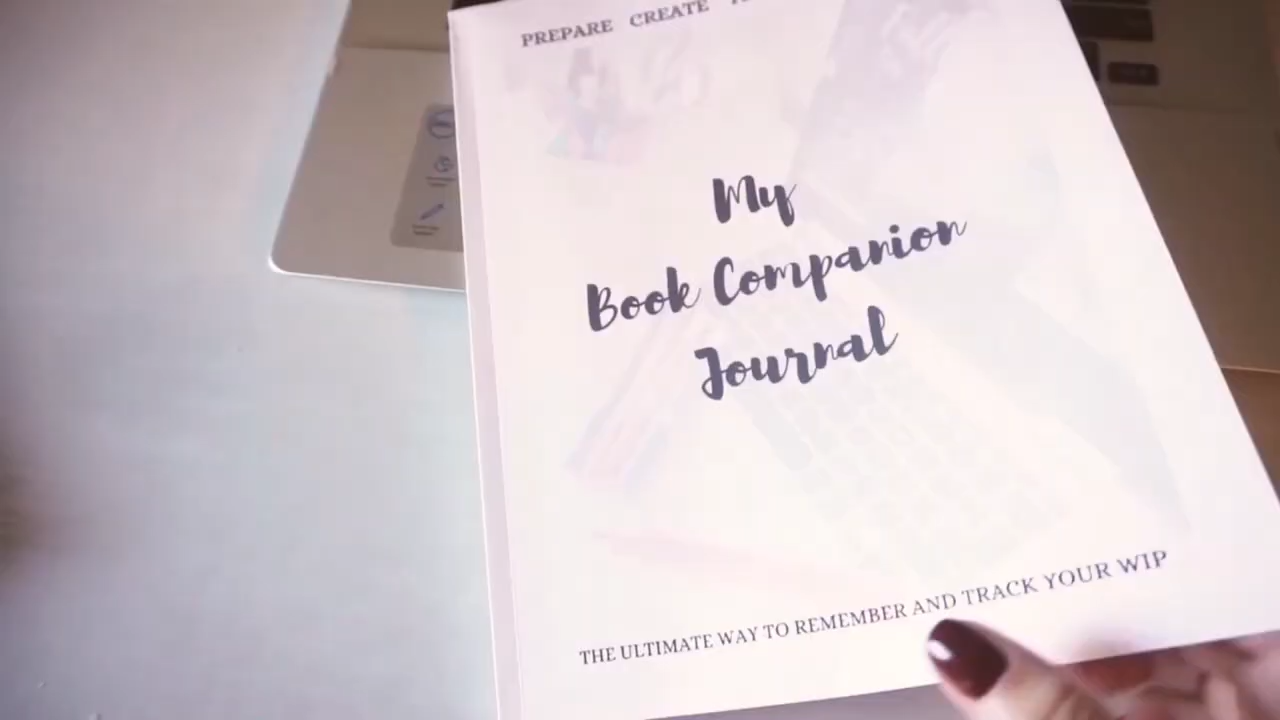 PREPARE CREATE
My
Book Companion
Journal
THE ULTIMATE WAY TO REMEMBER AND TRACK YOUR WIP